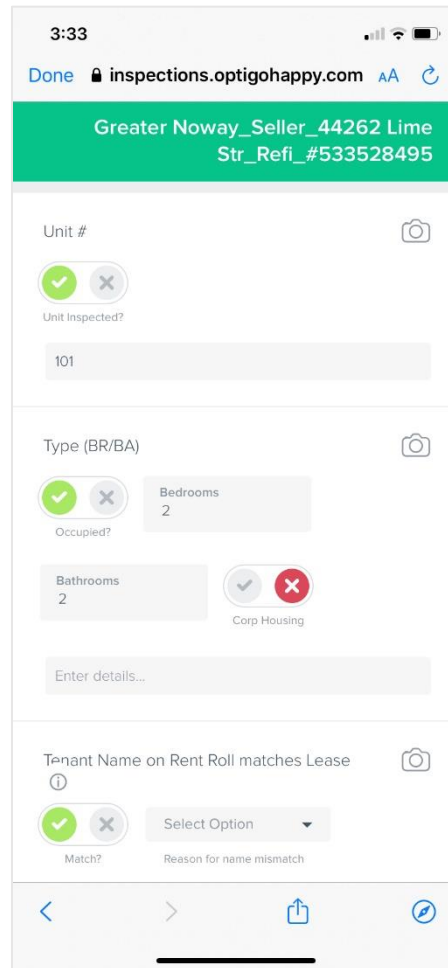 3:33
Done inspections.optigohappy.com AA
Greater Noway_Seller_44262 Lime
Str_Refi_#533528495
Unit #
Unit Inspected?
101
Type (BR/BA)
Bedrooms
2
Occupied?
Bathrooms
2
Corp Housing
Enter details...
Tenant Name on Rent Roll matches Lease
Select Option
Match?
Reason for name mismatch